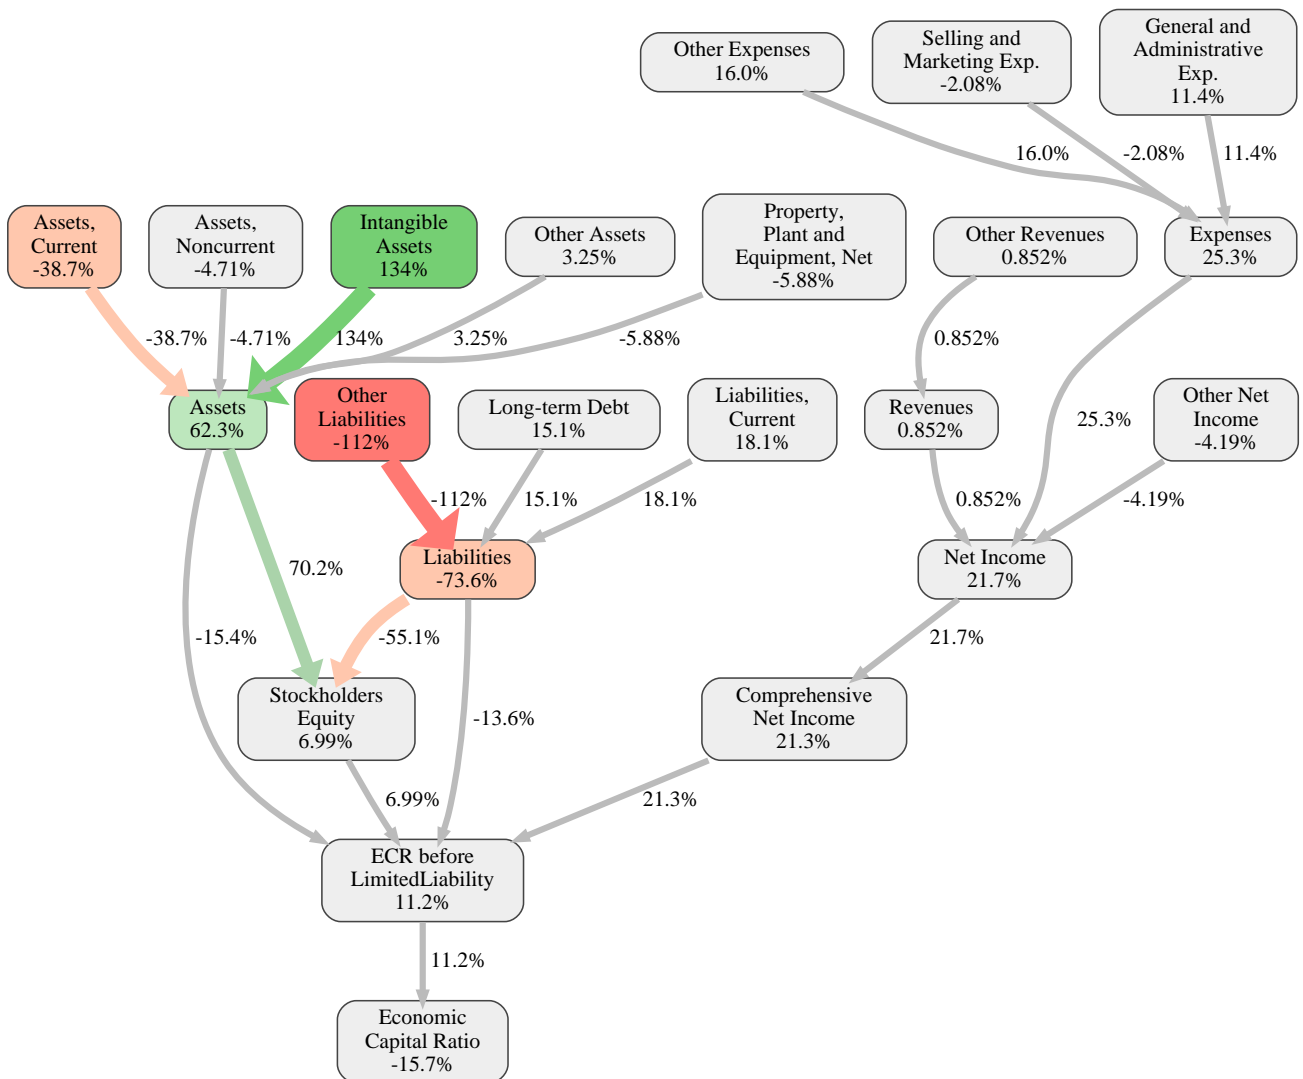 General and
Administrative
Exp.
11.4%
Selling and
Marketing Exp.
-2.08%
Other Expenses
16.0%
16.0%
-2.08%
11.4%
Assets,
Current
-38.7%
Assets,
Noncurrent
-4.71%
Intangible
Assets
134%
Other Assets
3.25%
Property,
Plant and
Equipment, Net
-5.88%
Other Revenues
0.852%
Expenses
25.3%
-38.7%
-4.71%
134%
3.25%
-5.88%
0.852%
Assets
62.3%
Other
Liabilities
-112%
Long-term Debt
15.1%
Liabilities,
Current
18.1%
Revenues
0.852%
25.3%
Other Net
Income
-4.19%
-112%
15.1%
18.1%
0.852%
-4.19%
70.2%
Liabilities
-73.6%
Net Income
21.7%
-15.4%
-55.1%
21.7%
Stockholders
Equity
6.99%
-13.6%
Comprehensive
Net Income
21.3%
6.99%
21.3%
ECR before
LimitedLiability
11.2%
11.2%
Economic
Capital Ratio
-15.7%